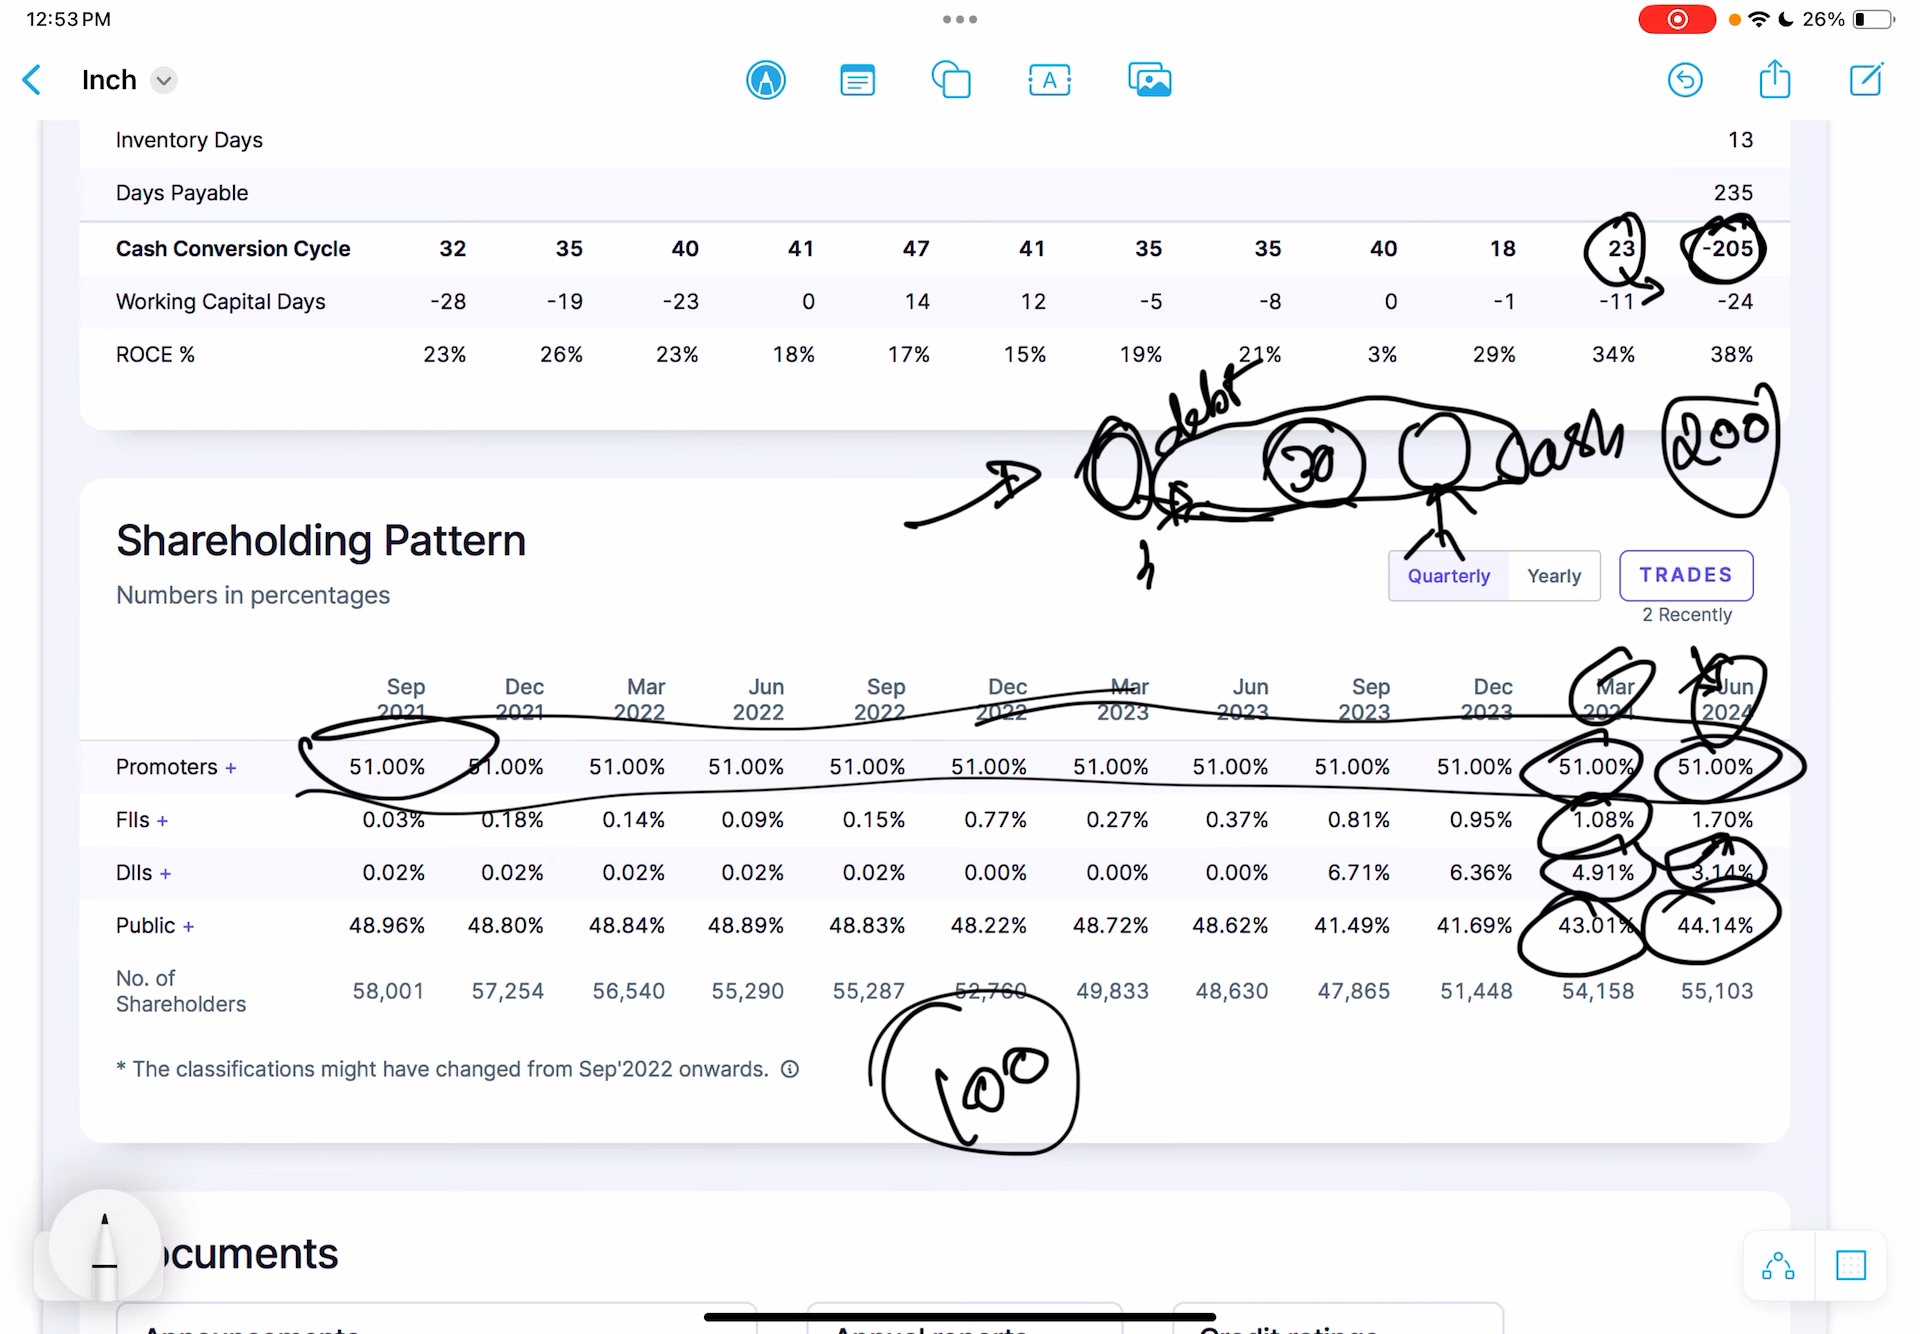 12:53 PM
26%
Inch
A
Inventory Days 13
Days Payable 235
Cash Conversion Cycle 32 35 40 41 47 41 35 35 40 18 23 -205
Working Capital Days -28 -19 -23 0 14 12 -5 -8 0 -1 -11 -24
ROCE % 23% 26% 23% 18% 17% 15% 19% 21% 3% 29% 34% 38%
debt
30
Cash
200
Shareholding Pattern
Numbers in percentages
Quarterly Yearly TRADES
2 Recently
Sep Dec Mar Jun Sep Dec Mar Jun Sep Dec Mar Jun
2021 2021 2022 2022 2022 2022 2023 2023 2023 2023 2024 2024
Promoters + 51.00% 51.00% 51.00% 51.00% 51.00% 51.00% 51.00% 51.00% 51.00% 51.00% 51.00% 51.00%
FIIs + 0.03% 0.18% 0.14% 0.09% 0.15% 0.77% 0.27% 0.37% 0.81% 0.95% 1.08% 1.70%
DIIs + 0.02% 0.02% 0.02% 0.02% 0.02% 0.00% 0.00% 0.00% 6.71% 6.36% 4.91% 3.14%
Public + 48.96% 48.80% 48.84% 48.89% 48.83% 48.22% 48.72% 48.62% 41.49% 41.69% 43.01% 44.14%
No. of
Shareholders 58,001 57,254 56,540 55,290 55,287 52,760 49,833 48,630 47,865 51,448 54,158 55,103
100
* The classifications might have changed from Sep'2022 onwards.
ocuments
Announcements Annual reports Credit ratings